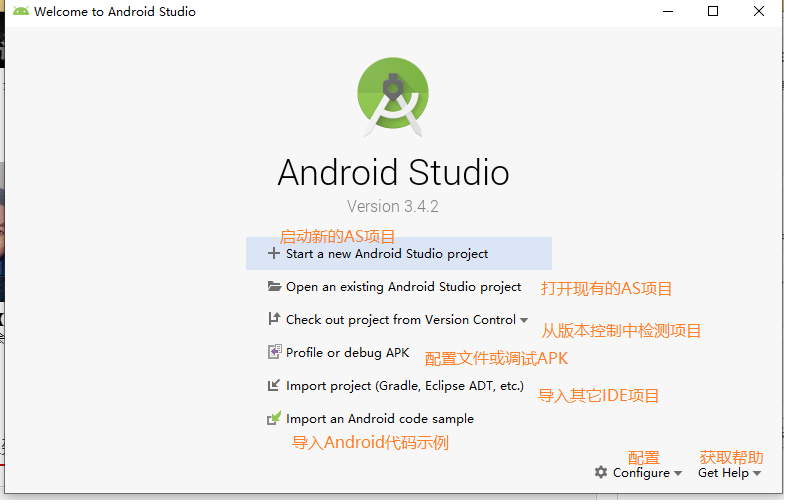 Welcome to Android Studio
Android Studio
Version 3.4.2
启动新的AS项目
Start a new Android Studio project
Open an existing Android Studio project 打开现有的AS项目
Check out project from Version Control 从版本控制中检测项目
Profile or debug APK 配置文件或调试APK
Import project (Gradle, Eclipse ADT, etc.) 导入其它IDE项目
Import an Android code sample
导入Android代码示例
配置 获取帮助
Configure Get Help